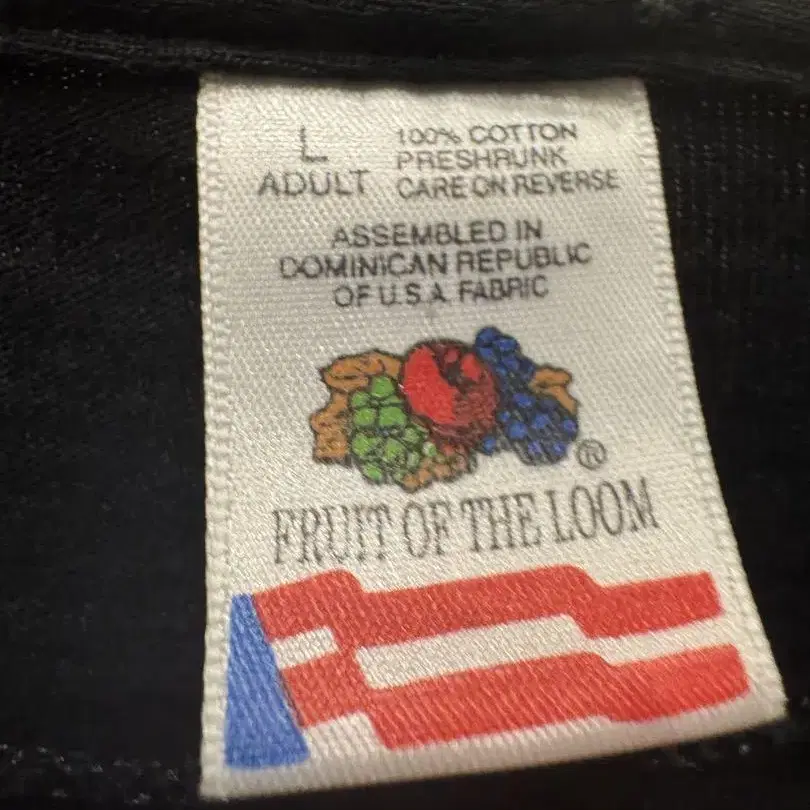 L
ADULT
100% COTTON
PRESHRUNK
CARE ON REVERSE
ASSEMBLED IN
DOMINICAN REPUBLIC
OF U.S.A. FABRIC
®
FRUIT OF THE LOOM